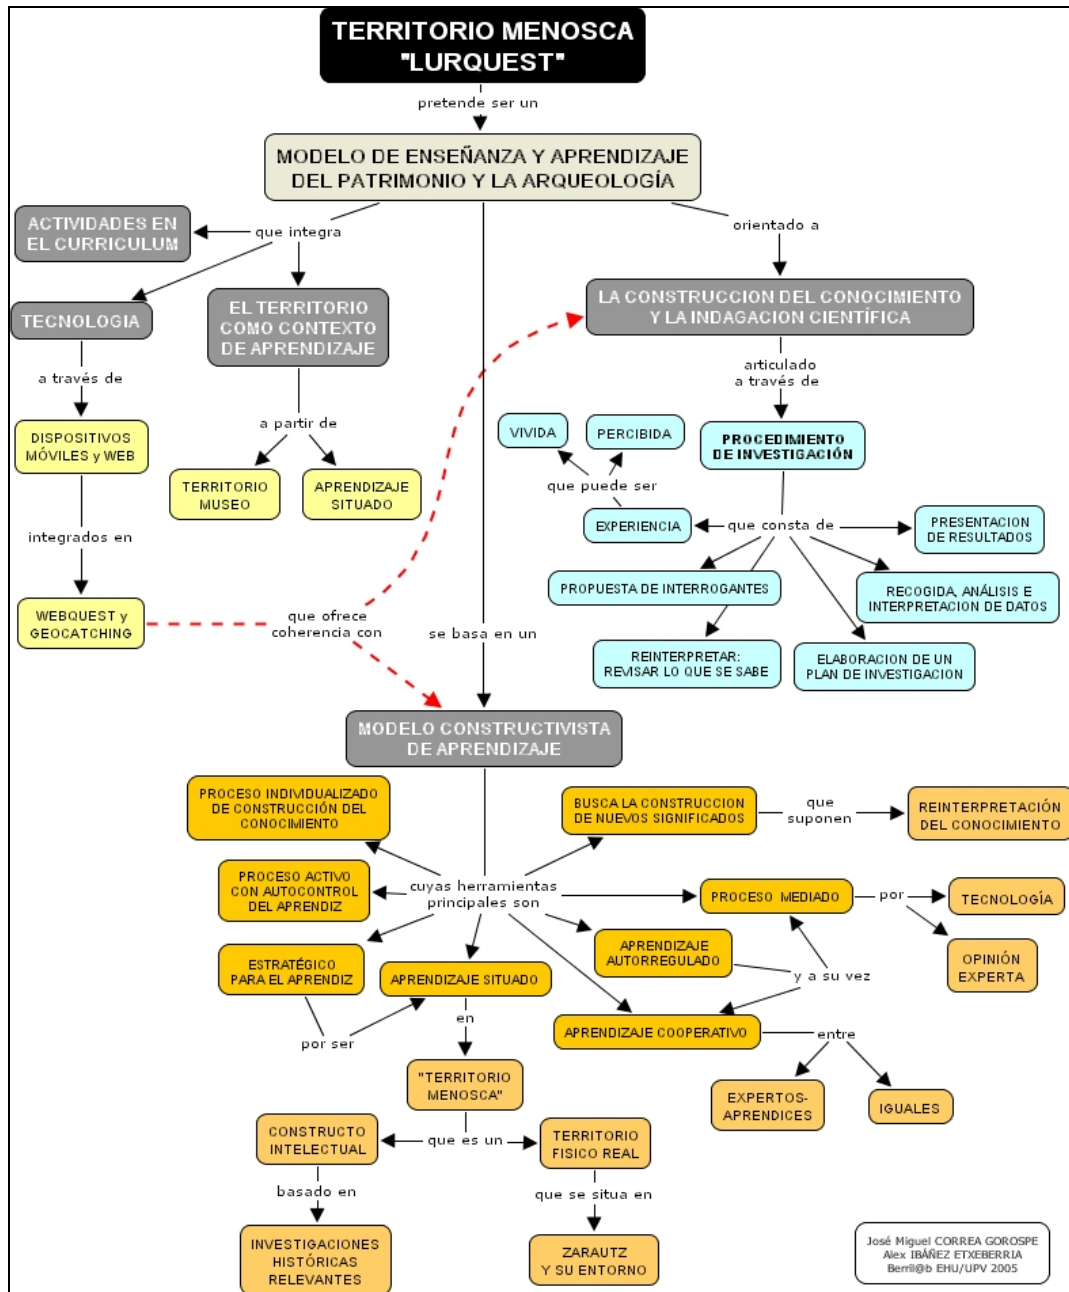 TERRITORIO MENOSCA
"LURQUEST"
pretende ser un
MODELO DE ENSEÑANZA Y APRENDIZAJE
DEL PATRIMONIO Y LA ARQUEOLOGÍA
ACTIVIDADES EN
EL CURRICULUM
que integra
orientado a
TECNOLOGIA
EL TERRITORIO
COMO CONTEXTO
DE APRENDIZAJE
LA CONSTRUCCION DEL CONOCIMIENTO
Y LA INDAGACION CIENTÍFICA
a través de
articulado
a través de
a partir de
DISPOSITIVOS
MÓVILES y WEB
VIVIDA
PERCIBIDA
PROCEDIMIENTO
DE INVESTIGACIÓN
TERRITORIO
MUSEO
APRENDIZAJE
SITUADO
que puede ser
integrados en
EXPERIENCIA
que consta de
PRESENTACION
DE RESULTADOS
PROPUESTA DE INTERROGANTES
RECOGIDA, ANÁLISIS E
INTERPRETACION DE DATOS
WEBQUEST y
GEOCATCHING
que ofrece
coherencia con
se basa en un
REINTERPRETAR:
REVISAR LO QUE SE SABE
ELABORACION DE UN
PLAN DE INVESTIGACION
MODELO CONSTRUCTIVISTA
DE APRENDIZAJE
PROCESO INDIVIDUALIZADO
DE CONSTRUCCIÓN DEL
CONOCIMIENTO
BUSCA LA CONSTRUCCION
DE NUEVOS SIGNIFICADOS
que
suponen
REINTERPRETACIÓN
DEL CONOCIMIENTO
PROCESO ACTIVO
CON AUTOCONTROL
DEL APRENDIZ
cuyas herramientas
principales son
PROCESO MEDIADO
por
TECNOLOGÍA
ESTRATÉGICO
PARA EL APRENDIZ
APRENDIZAJE SITUADO
APRENDIZAJE
AUTORREGULADO
y a su vez
OPINIÓN
EXPERTA
por ser
en
APRENDIZAJE COOPERATIVO
entre
"TERRITORIO
MENOSCA"
EXPERTOS-
APRENDICES
IGUALES
CONSTRUCTO
INTELECTUAL
que es un
TERRITORIO
FISICO REAL
basado en
que se situa en
INVESTIGACIONES
HISTÓRICAS
RELEVANTES
ZARAUTZ
Y SU ENTORNO
José Miguel CORREA GOROSPE
Alex IBÁÑEZ ETXEBERRIA
Berril@b EHU/UPV 2005